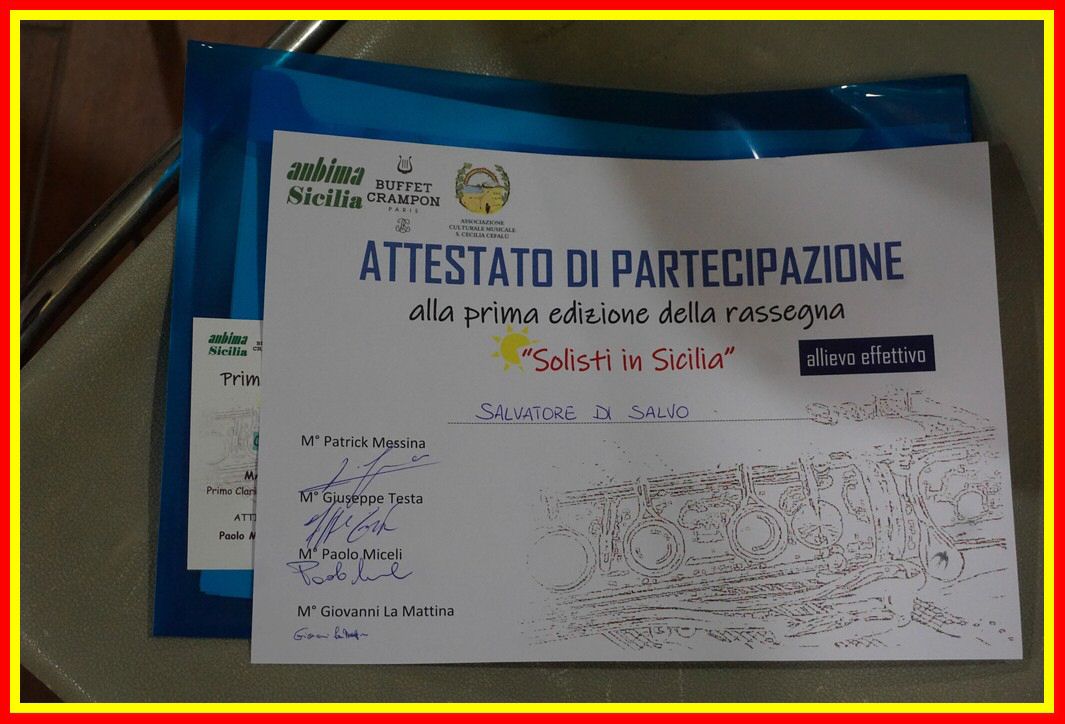 anbima
Sicilia
BUFFET
CRAMPON
PARIS
ASSOCIAZIONE
CULTURALE MUSICALE
S. CECILIA CEFALÙ
ATTESTATO DI PARTECIPAZIONE
alla prima edizione della rassegna
"Solisti in Sicilia"
allievo effettivo
SALVATORE DI SALVO
M° Patrick Messina
M° Giuseppe Testa
M° Paolo Miceli
M° Giovanni La Mattina
anbima
Sicilia
Prim
Primo Clari
Paolo M